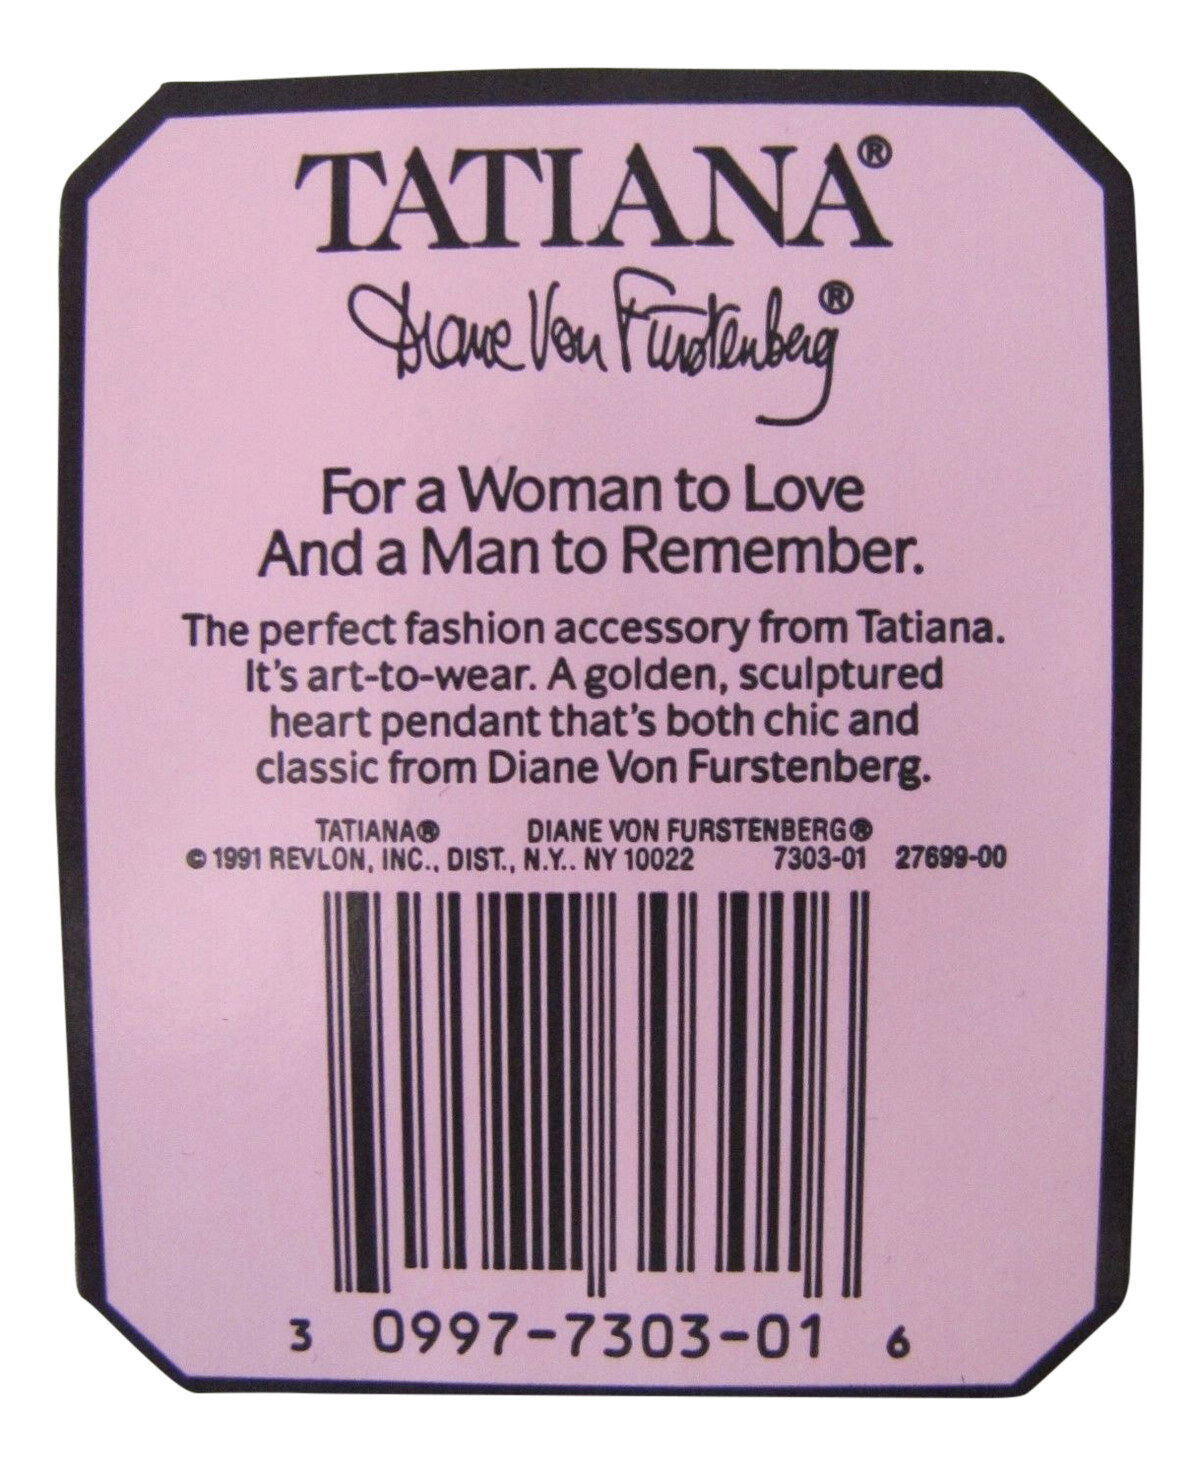 TATIANA®
Diane Von Furstenberg®
For a Woman to Love
And a Man to Remember.
The perfect fashion accessory from Tatiana.
It's art-to-wear. A golden, sculptured
heart pendant that's both chic and
classic from Diane Von Furstenberg.
TATIANA® DIANE VON FURSTENBERG®
© 1991 REVLON, INC., DIST., N.Y.. NY 10022 7303-01 27699-00
3 0997-7303-01 6